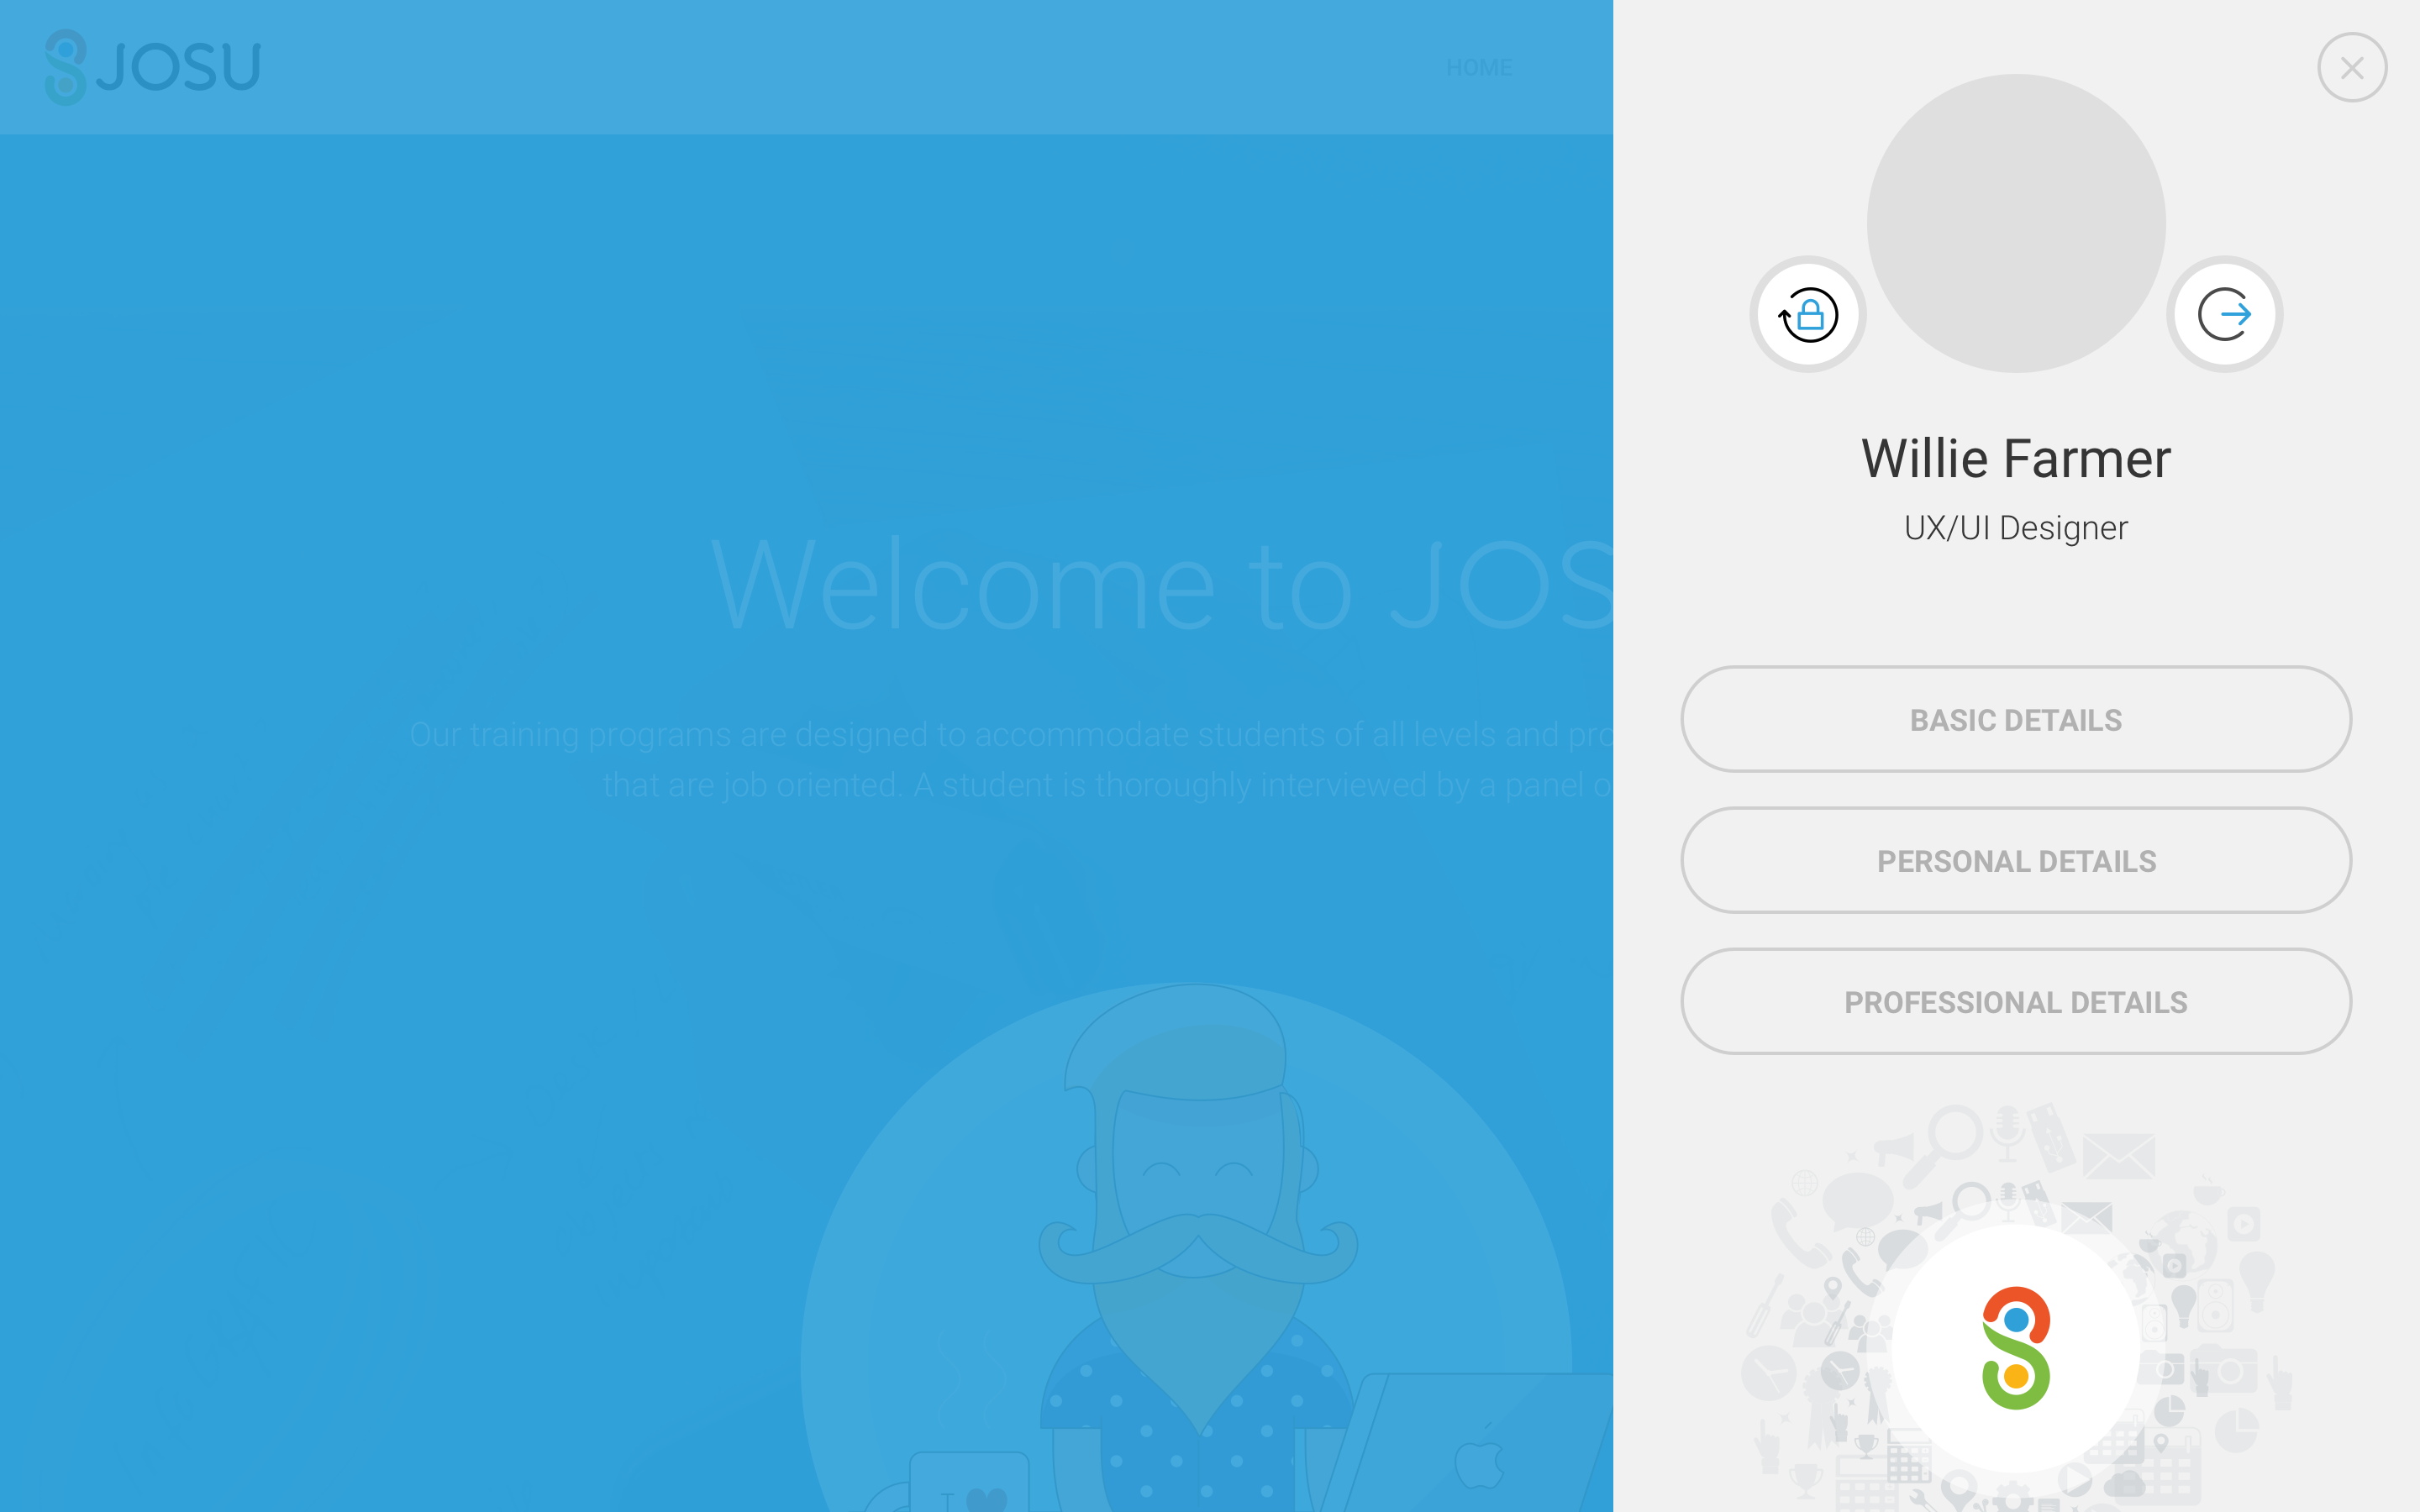 JOSU
HOME
Welcome to JOS
Our training programs are designed to accommodate students of all levels and pro
that are job oriented. A student is thoroughly interviewed by a panel o
I
Willie Farmer
UX/UI Designer
BASIC DETAILS
PERSONAL DETAILS
PROFESSIONAL DETAILS